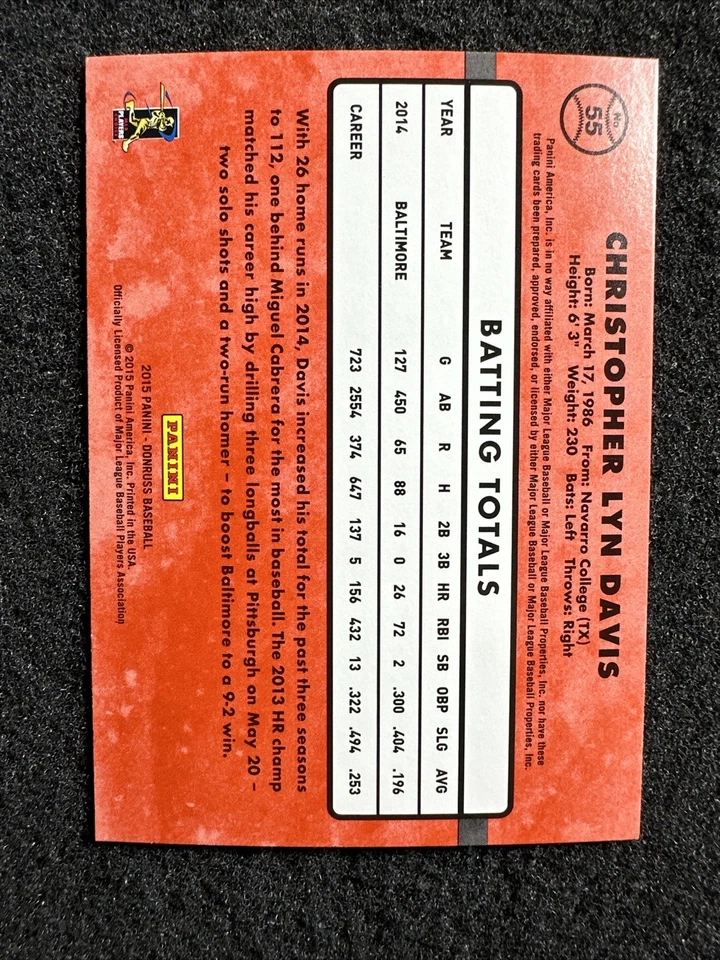 No
55
CHRISTOPHER LYN DAVIS
Born: March 17, 1986 From: Navarro College (TX)
Height: 6' 3" Weight: 230 Bats: Left Throws: Right
Panini America, Inc. is in no way affiliated with either Major League Baseball or Major League Baseball Properties, Inc. nor have these
trading cards been prepared, approved, endorsed, or licensed by either Major League Baseball or Major League Baseball Properties, Inc.
BATTING TOTALS
YEAR TEAM G AB R H 2B 3B HR RBI SB OBP SLG AVG
2014 BALTIMORE 127 450 65 88 16 0 26 72 2 .300 .404 .196
CAREER 723 2554 374 647 137 5 156 432 13 .322 .494 .253
With 26 home runs in 2014, Davis increased his total for the past three seasons
to 112, one behind Miguel Cabrera for the most in baseball. The 2013 HR champ
matched his career high by drilling three longballs at Pittsburgh on May 20 –
two solo shots and a two-run homer – to boost Baltimore to a 9-2 win.
PANINI
2015 PANINI - DONRUSS BASEBALL
© 2015 Panini America, Inc. Printed in the USA.
Officially Licensed Product of Major League Baseball Players Association
PLAYERS